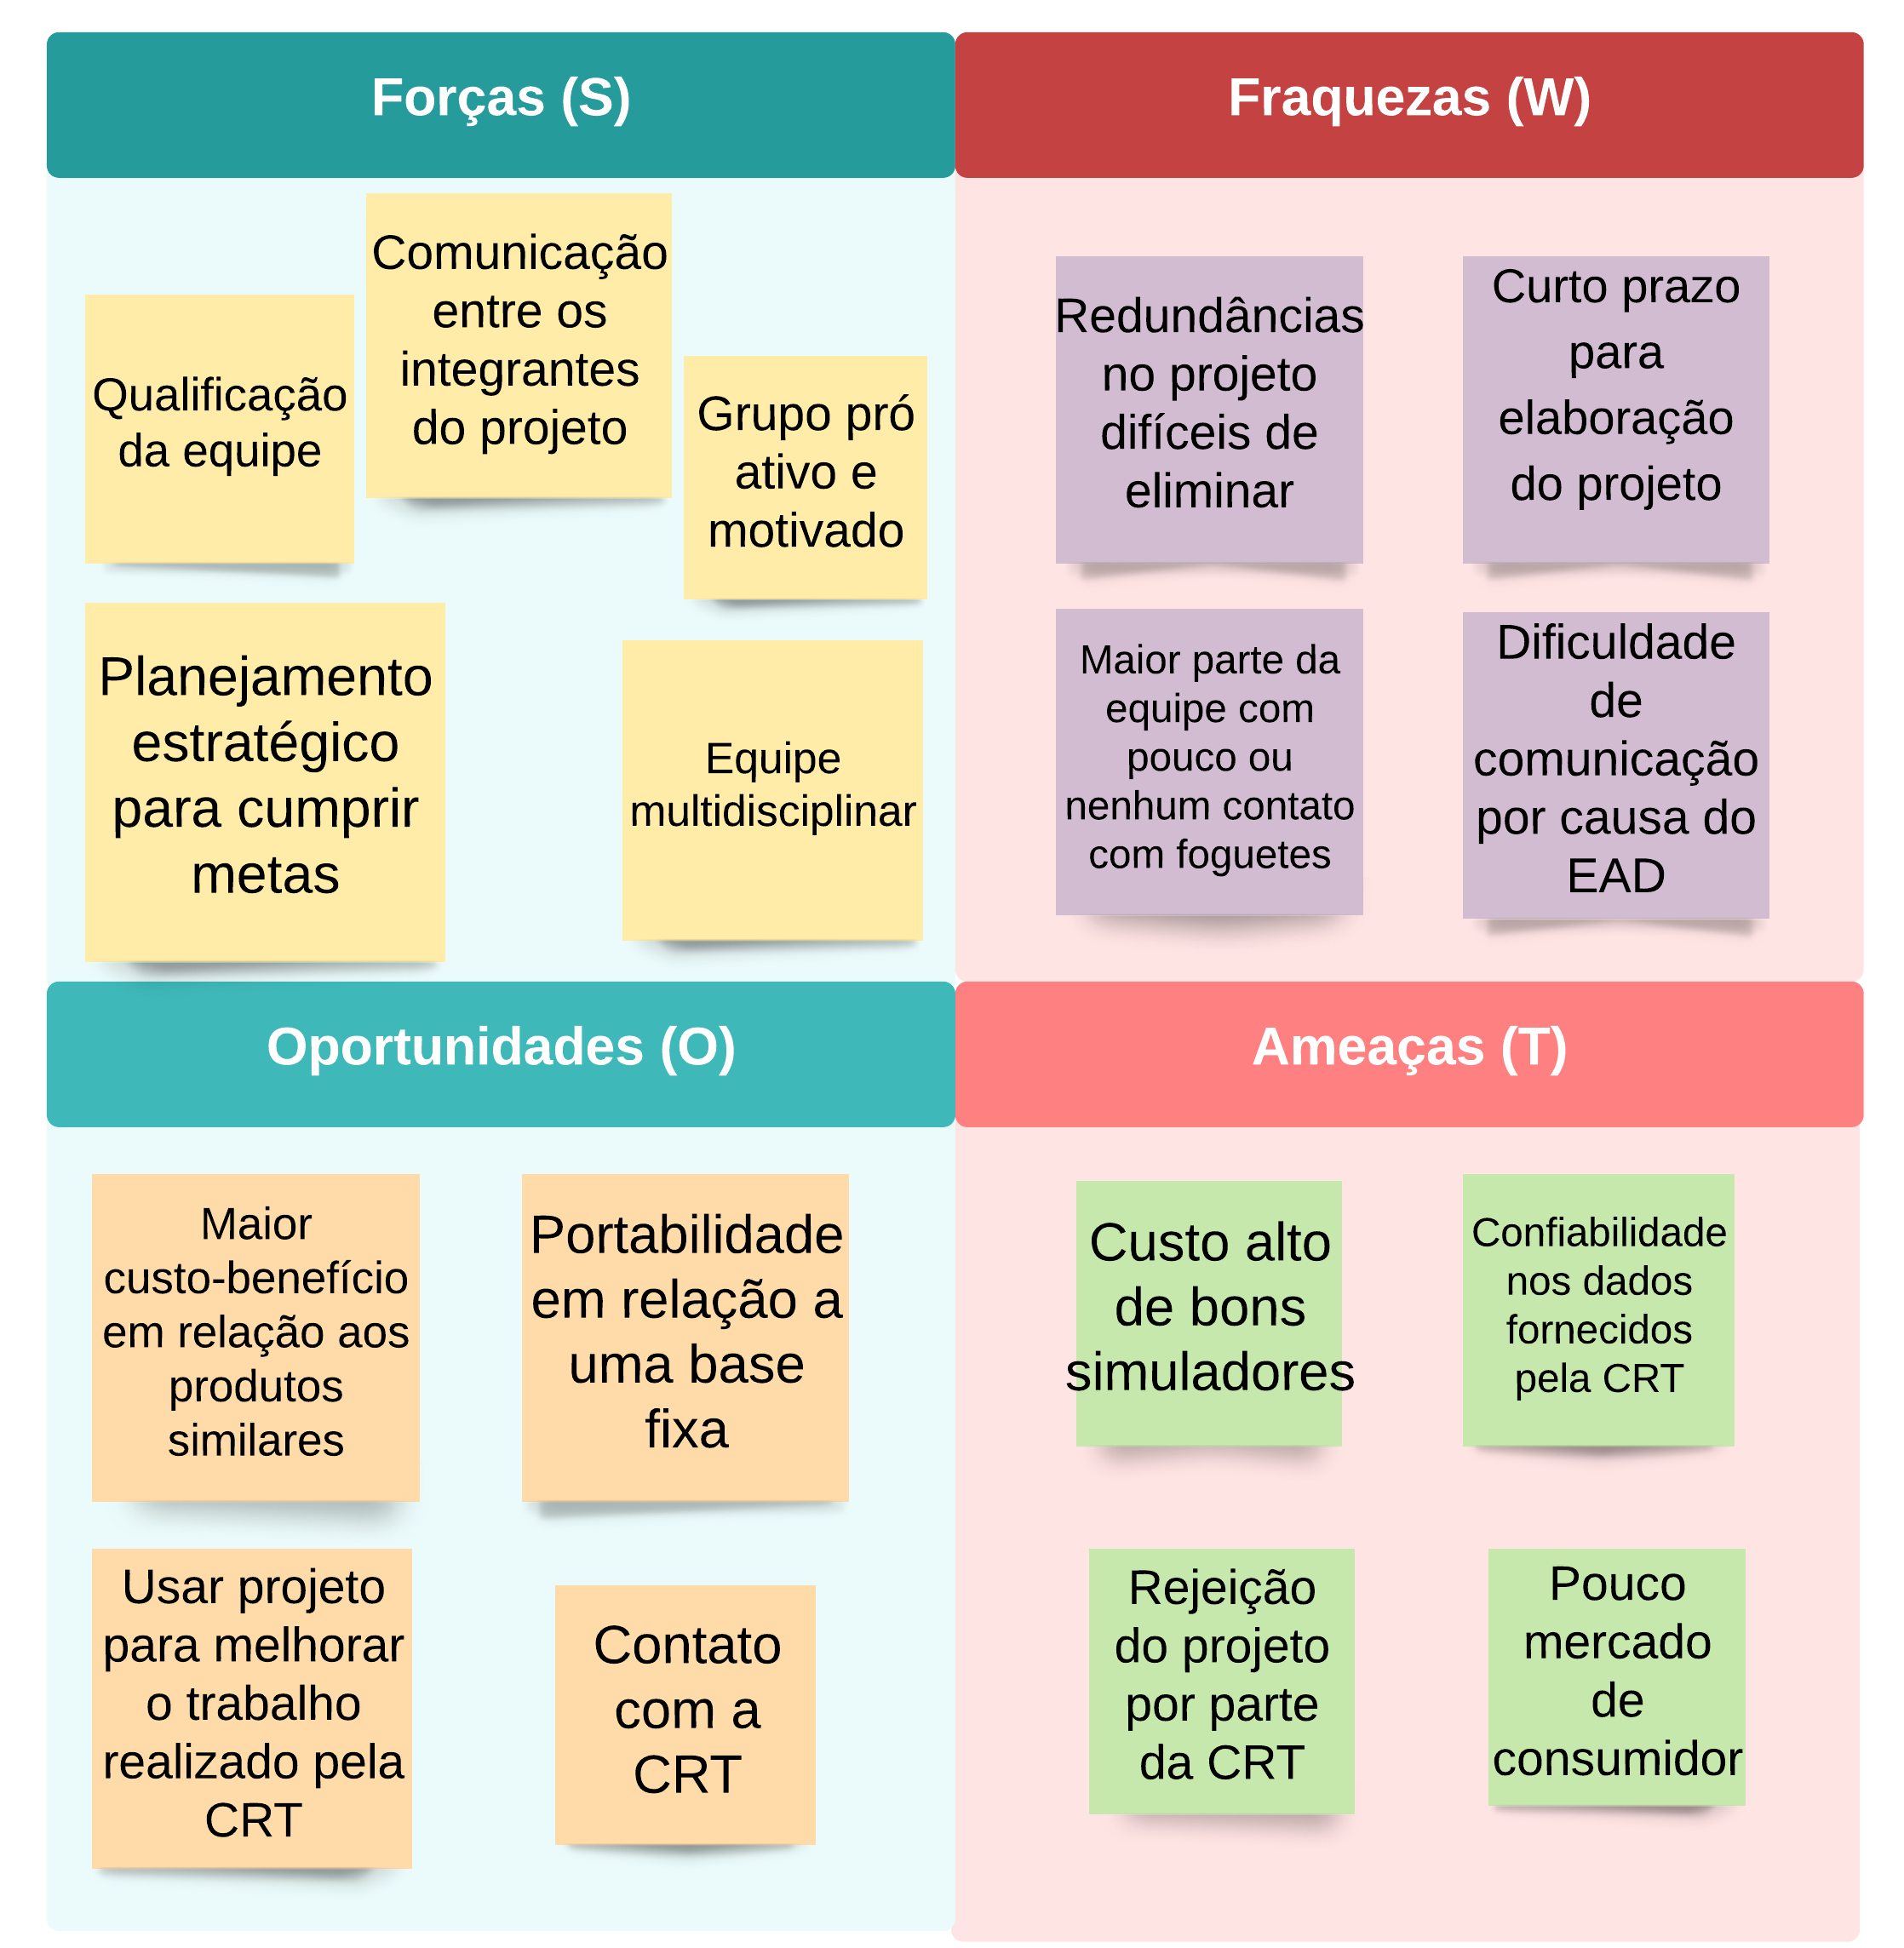 Forças (S)
Fraquezas (W)
Qualificação
da equipe
Comunicação
entre os
integrantes
do projeto
Grupo pró
ativo e
motivado
Planejamento
estratégico
para cumprir
metas
Equipe
multidisciplinar
Redundâncias
no projeto
difíceis de
eliminar
Curto prazo
para
elaboração
do projeto
Maior parte da
equipe com
pouco ou
nenhum contato
com foguetes
Dificuldade
de
comunicação
por causa do
EAD
Oportunidades (O)
Ameaças (T)
Maior
custo-benefício
em relação aos
produtos
similares
Portabilidade
em relação a
uma base
fixa
Usar projeto
para melhorar
o trabalho
realizado pela
CRT
Contato
com a
CRT
Custo alto
de bons
simuladores
Confiabilidade
nos dados
fornecidos
pela CRT
Rejeição
do projeto
por parte
da CRT
Pouco
mercado
de
consumidor